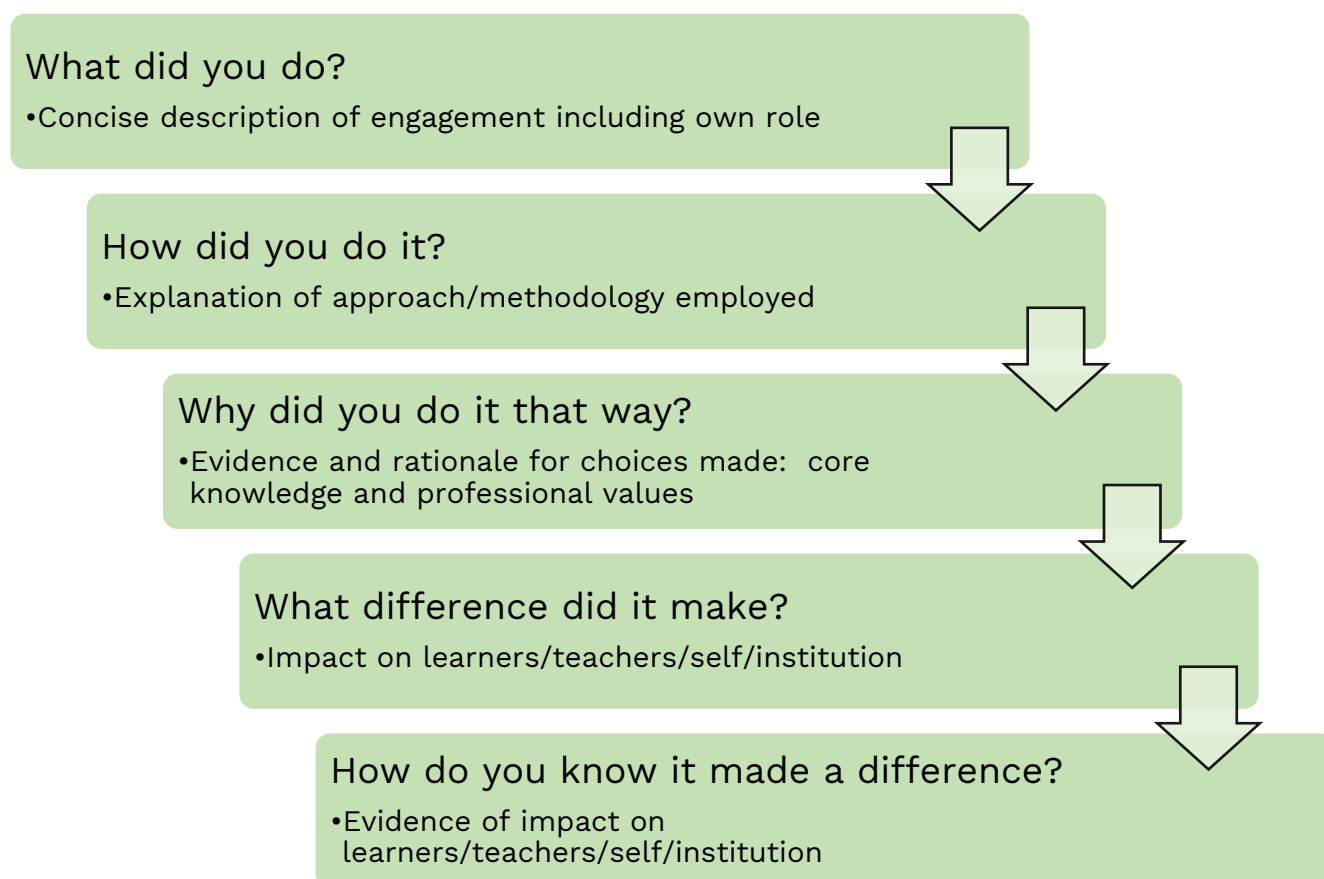 What did you do?
•Concise description of engagement including own role
How did you do it?
•Explanation of approach/methodology employed
Why did you do it that way?
•Evidence and rationale for choices made:  core
knowledge and professional values
What difference did it make?
•Impact on learners/teachers/self/institution
How do you know it made a difference?
•Evidence of impact on
learners/teachers/self/institution